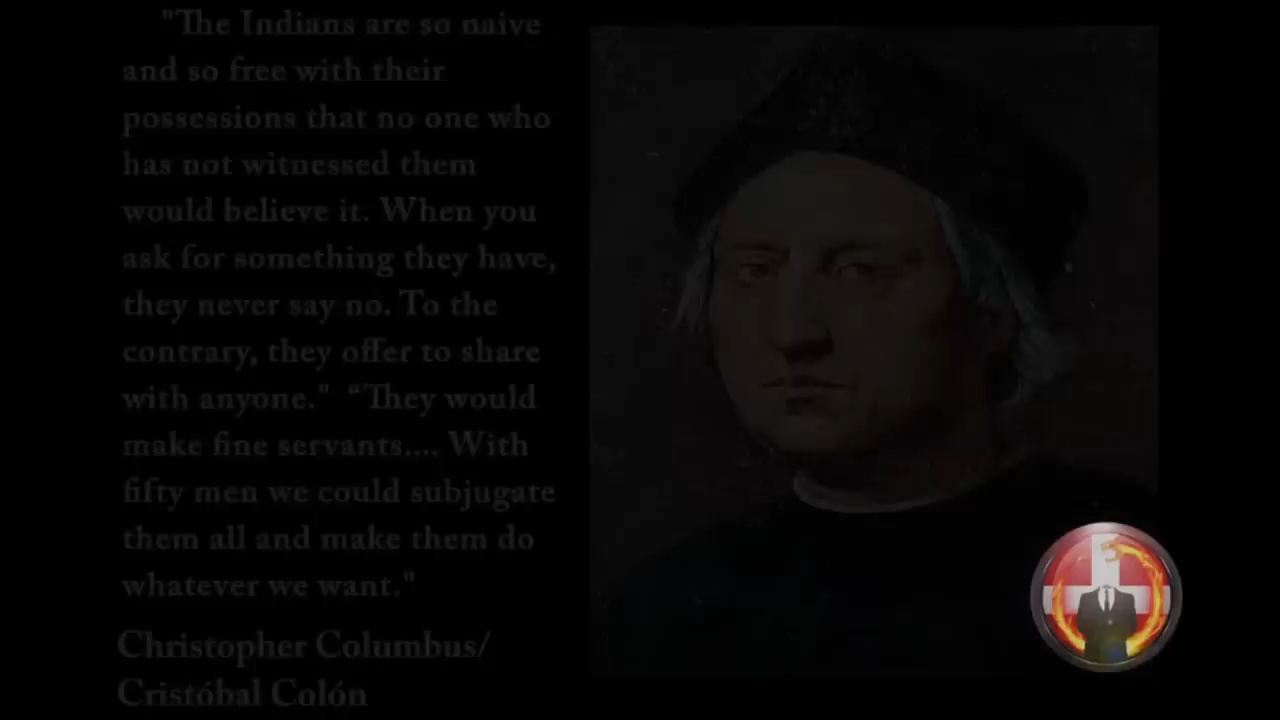 "The Indians are so naive
and so free with their
possessions that no one who
has not witnessed them
would believe it. When you
ask for something they have,
they never say no. To the
contrary, they offer to share
with anyone." “They would
make fine servants.... With
fifty men we could subjugate
them all and make them do
whatever we want."
Christopher Columbus/
Cristóbal Colón